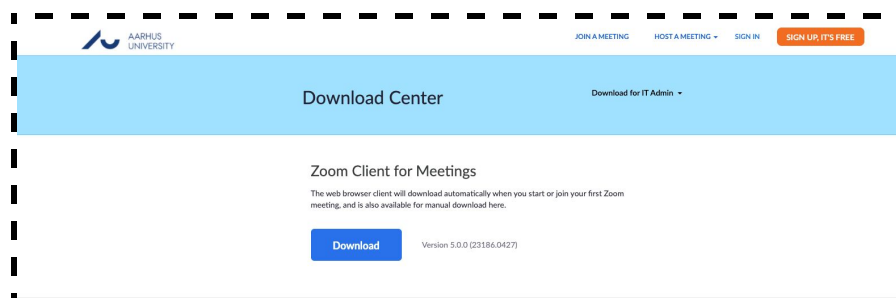 AARHUS
UNIVERSITY
JOIN A MEETING HOST A MEETING SIGN IN SIGN UP, IT'S FREE
Download Center Download for IT Admin
Zoom Client for Meetings
The web browser client will download automatically when you start or join your first Zoom
meeting, and is also available for manual download here.
Download Version 5.0.0 (23186.0427)